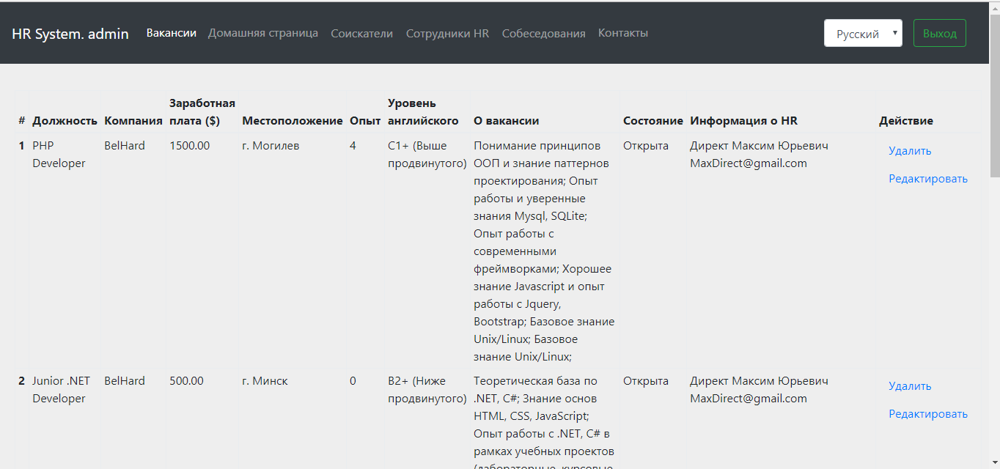 HR System. admin Вакансии Домашняя страница Соискатели Сотрудники HR Собеседования Контакты Русский Выход
# Должность Компания Заработная плата ($) Местоположение Опыт Уровень английского О вакансии Состояние Информация о HR Действие
1 PHP Developer BelHard 1500.00 г. Могилев 4 C1+ (Выше продвинутого)
Понимание принципов
ООП и знание паттернов
проектирования; Опыт
работы и уверенные
знания Mysql, SQLite;
Опыт работы с
современными
фреймворками; Хорошее
знание Javascript и опыт
работы с Jquery,
Bootstrap; Базовое знание
Unix/Linux; Базовое
знание Unix/Linux;
Открыта
Директ Максим Юрьевич
MaxDirect@gmail.com
Удалить
Редактировать
2 Junior .NET Developer BelHard 500.00 г. Минск 0 B2+ (Ниже продвинутого)
Теоретическая база по
.NET, C#; Знание основ
HTML, CSS, JavaScript;
Опыт работы с .NET, C# в
рамках учебных проектов
(лабораторные, курсовые
Открыта
Директ Максим Юрьевич
MaxDirect@gmail.com
Удалить
Редактировать